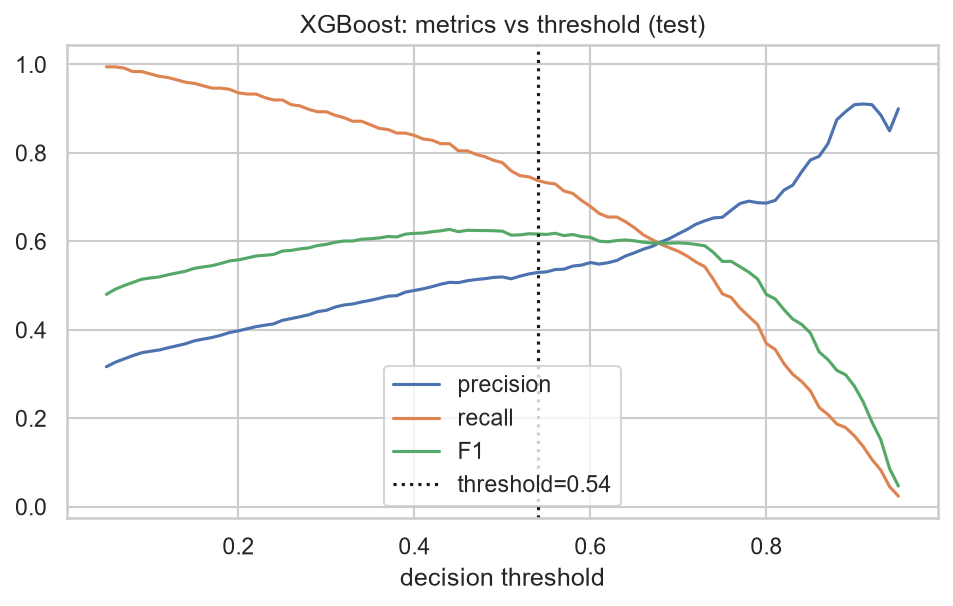 XGBoost: metrics vs threshold (test)
1.0
0.8
0.6
0.4
0.2
0.0
precision
recall
F1
threshold=0.54
0.2 0.4 0.6 0.8
decision threshold